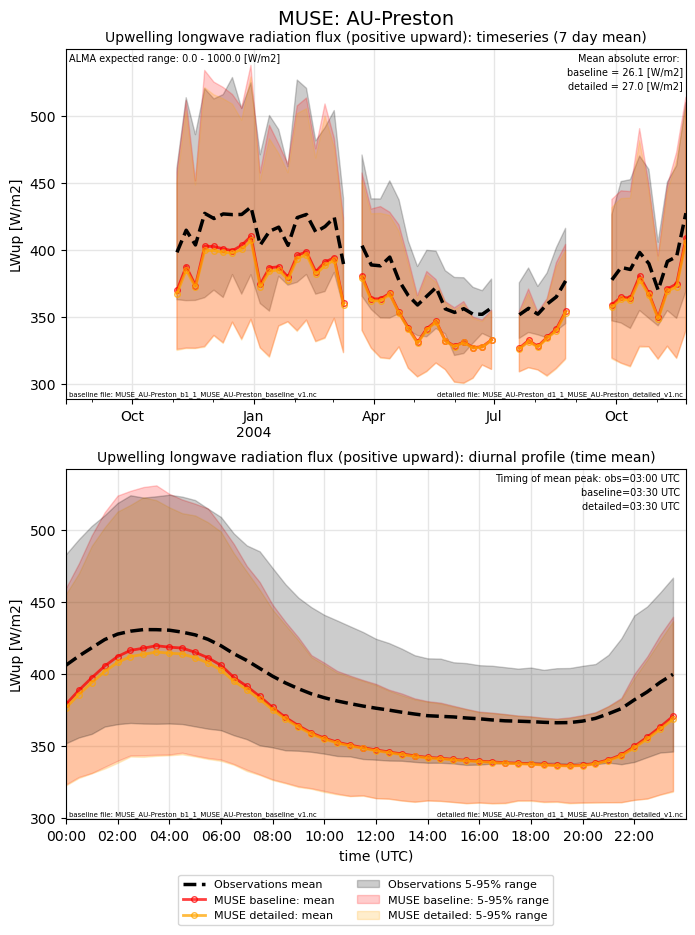 MUSE: AU-Preston
Upwelling longwave radiation flux (positive upward): timeseries (7 day mean)
ALMA expected range: 0.0 - 1000.0 [W/m2]
Mean absolute error:
baseline = 26.1 [W/m2]
detailed = 27.0 [W/m2]
500
450
400
350
300
LWup [W/m2]
baseline file: MUSE_AU-Preston_b1_1_MUSE_AU-Preston_baseline_v1.nc
detailed file: MUSE_AU-Preston_d1_1_MUSE_AU-Preston_detailed_v1.nc
Oct Jan Apr Jul Oct
2004
Upwelling longwave radiation flux (positive upward): diurnal profile (time mean)
Timing of mean peak: obs=03:00 UTC
baseline=03:30 UTC
detailed=03:30 UTC
500
450
400
350
300
LWup [W/m2]
baseline file: MUSE_AU-Preston_b1_1_MUSE_AU-Preston_baseline_v1.nc
detailed file: MUSE_AU-Preston_d1_1_MUSE_AU-Preston_detailed_v1.nc
00:00 02:00 04:00 06:00 08:00 10:00 12:00 14:00 16:00 18:00 20:00 22:00
time (UTC)
Observations mean
MUSE baseline: mean
MUSE detailed: mean
Observations 5-95% range
MUSE baseline: 5-95% range
MUSE detailed: 5-95% range